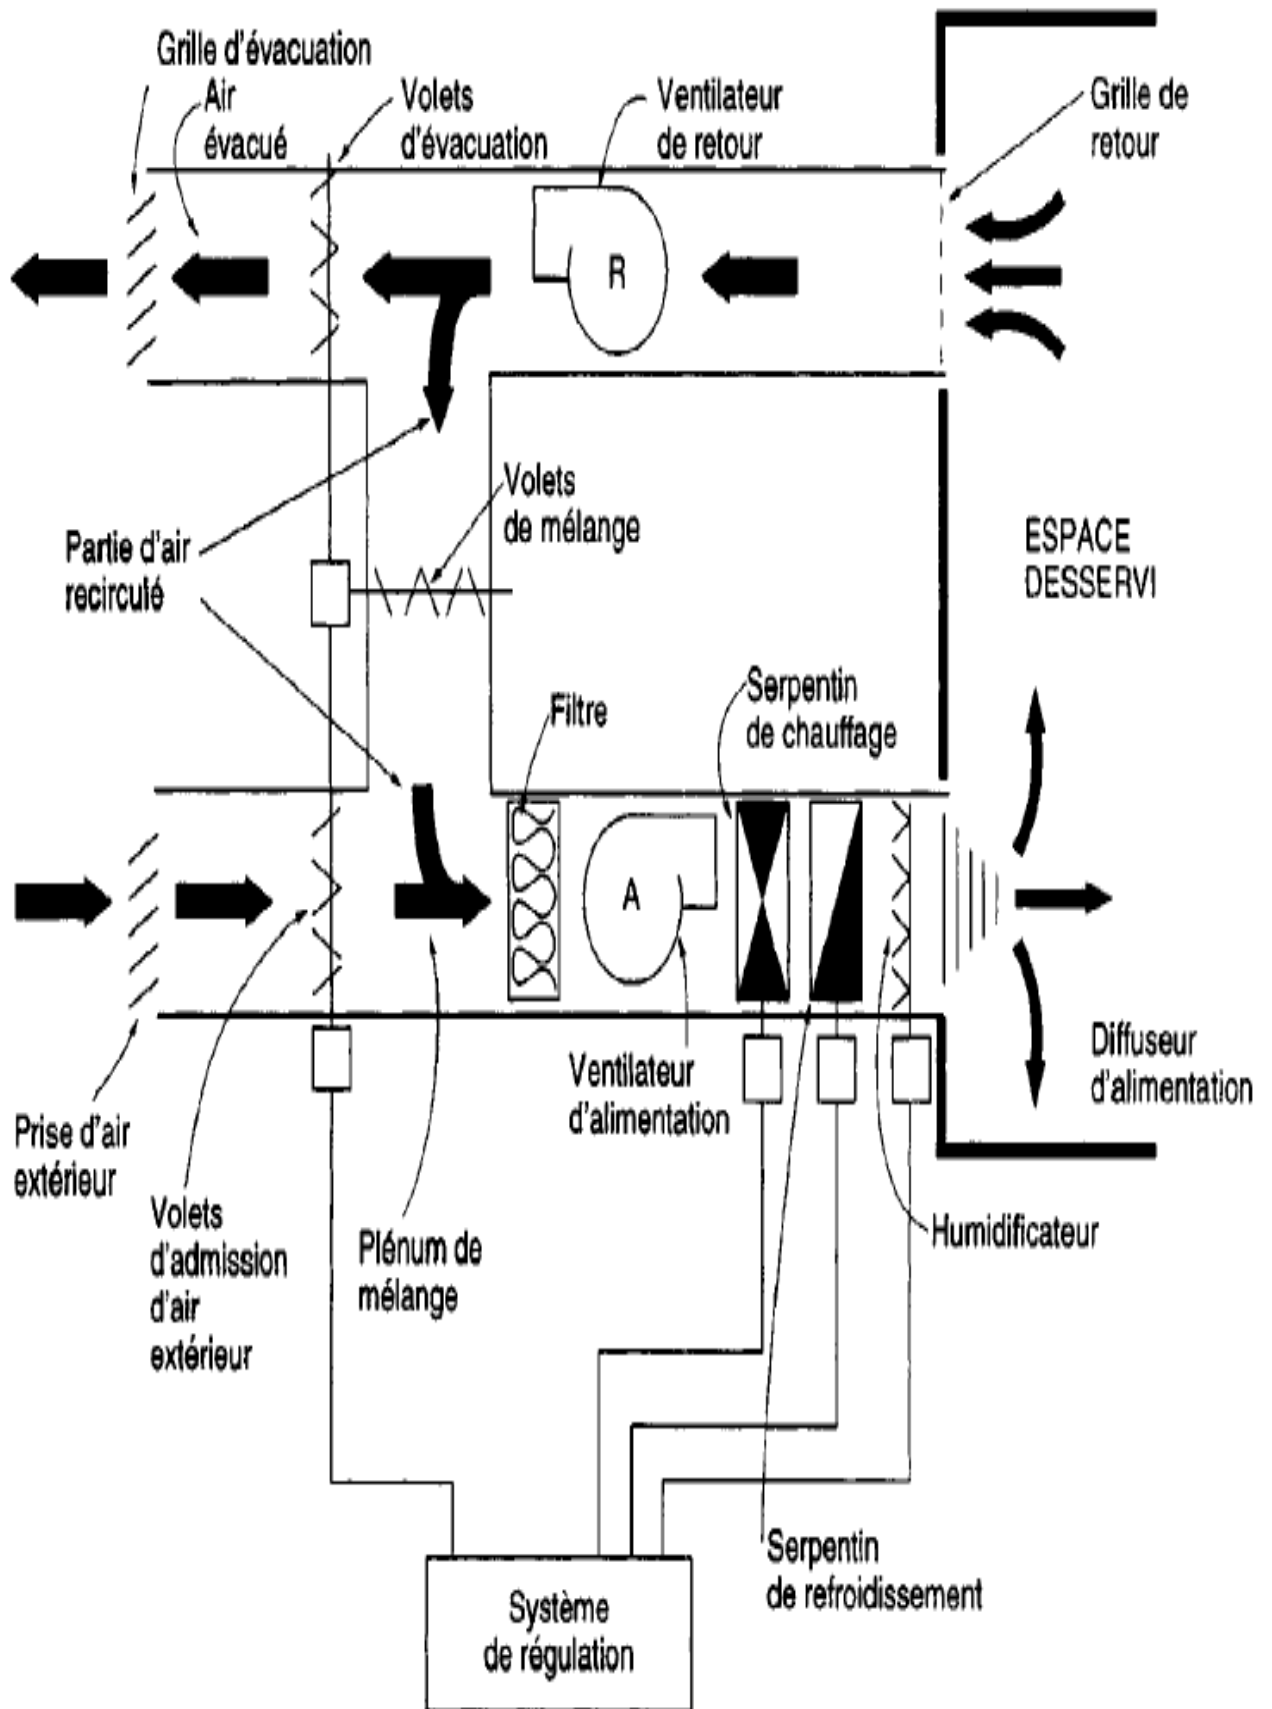 Grille d'évacuation
Air
évacué
Volets
d'évacuation
Ventilateur
de retour
Grille de
retour
R
Volets
de mélange
Partie d'air
recirculé
ESPACE
DESSERVI
Serpentin
de chauffage
Filtre
A
Ventilateur
d'alimentation
Diffuseur
d'alimentation
Prise d'air
extérieur
Volets
d'admission
d'air
extérieur
Plénum de
mélange
Humidificateur
Serpentin
de refroidissement
Système
de régulation